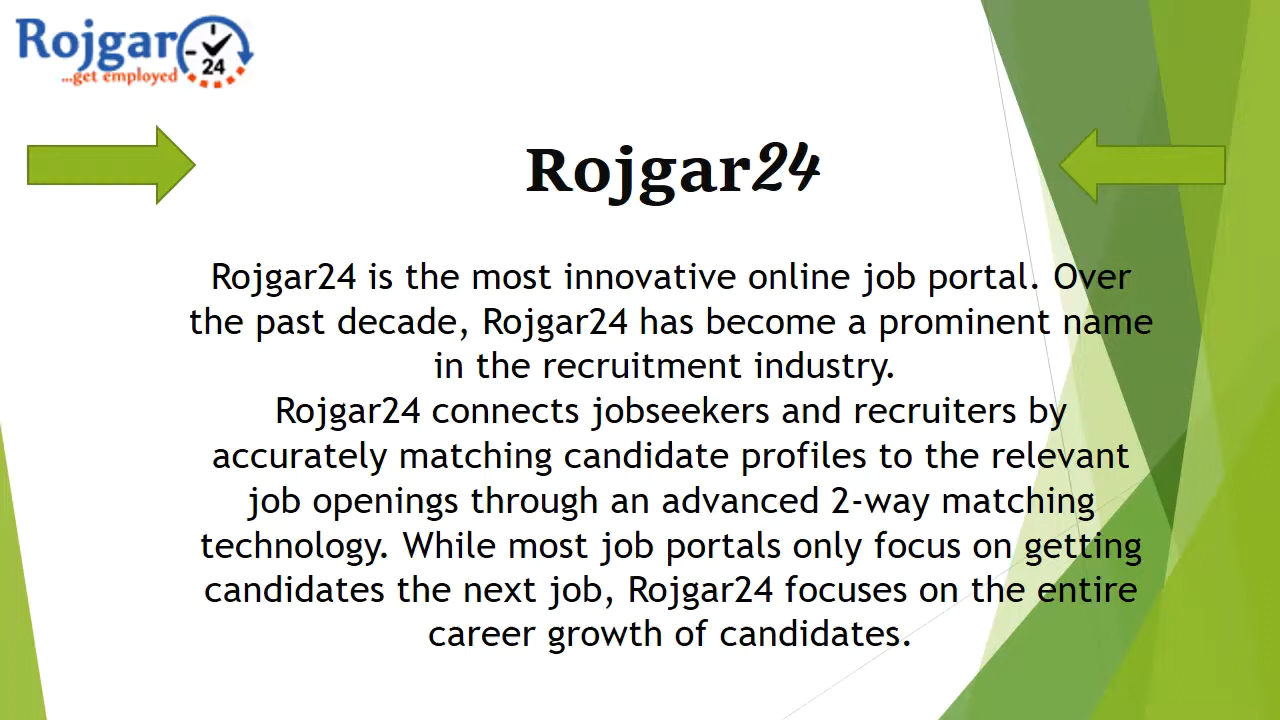 Rojgar
24
...get employed
Rojgar24
Rojgar24 is the most innovative online job portal. Over
the past decade, Rojgar24 has become a prominent name
in the recruitment industry.
Rojgar24 connects jobseekers and recruiters by
accurately matching candidate profiles to the relevant
job openings through an advanced 2-way matching
technology. While most job portals only focus on getting
candidates the next job, Rojgar24 focuses on the entire
career growth of candidates.